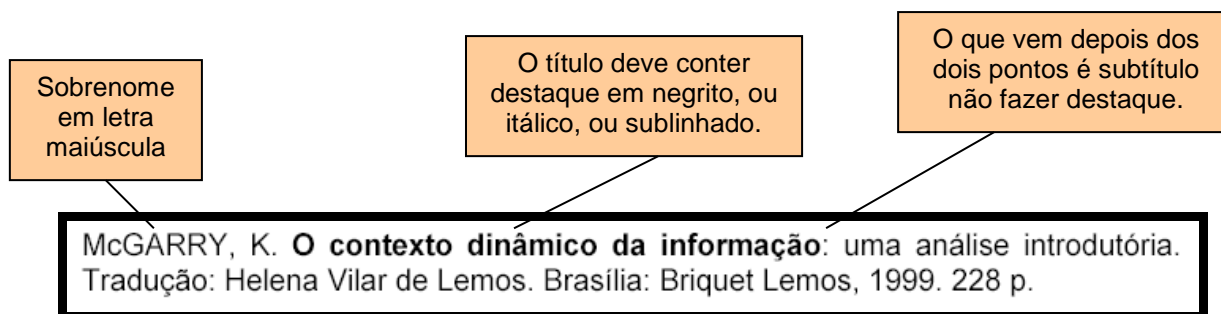 Sobrenome
em letra
maiúscula
O título deve conter
destaque em negrito, ou
itálico, ou sublinhado.
O que vem depois dos
dois pontos é subtítulo
não fazer destaque.
McGARRY, K. O contexto dinâmico da informação: uma análise introdutória.
Tradução: Helena Vilar de Lemos. Brasília: Briquet Lemos, 1999. 228 p.